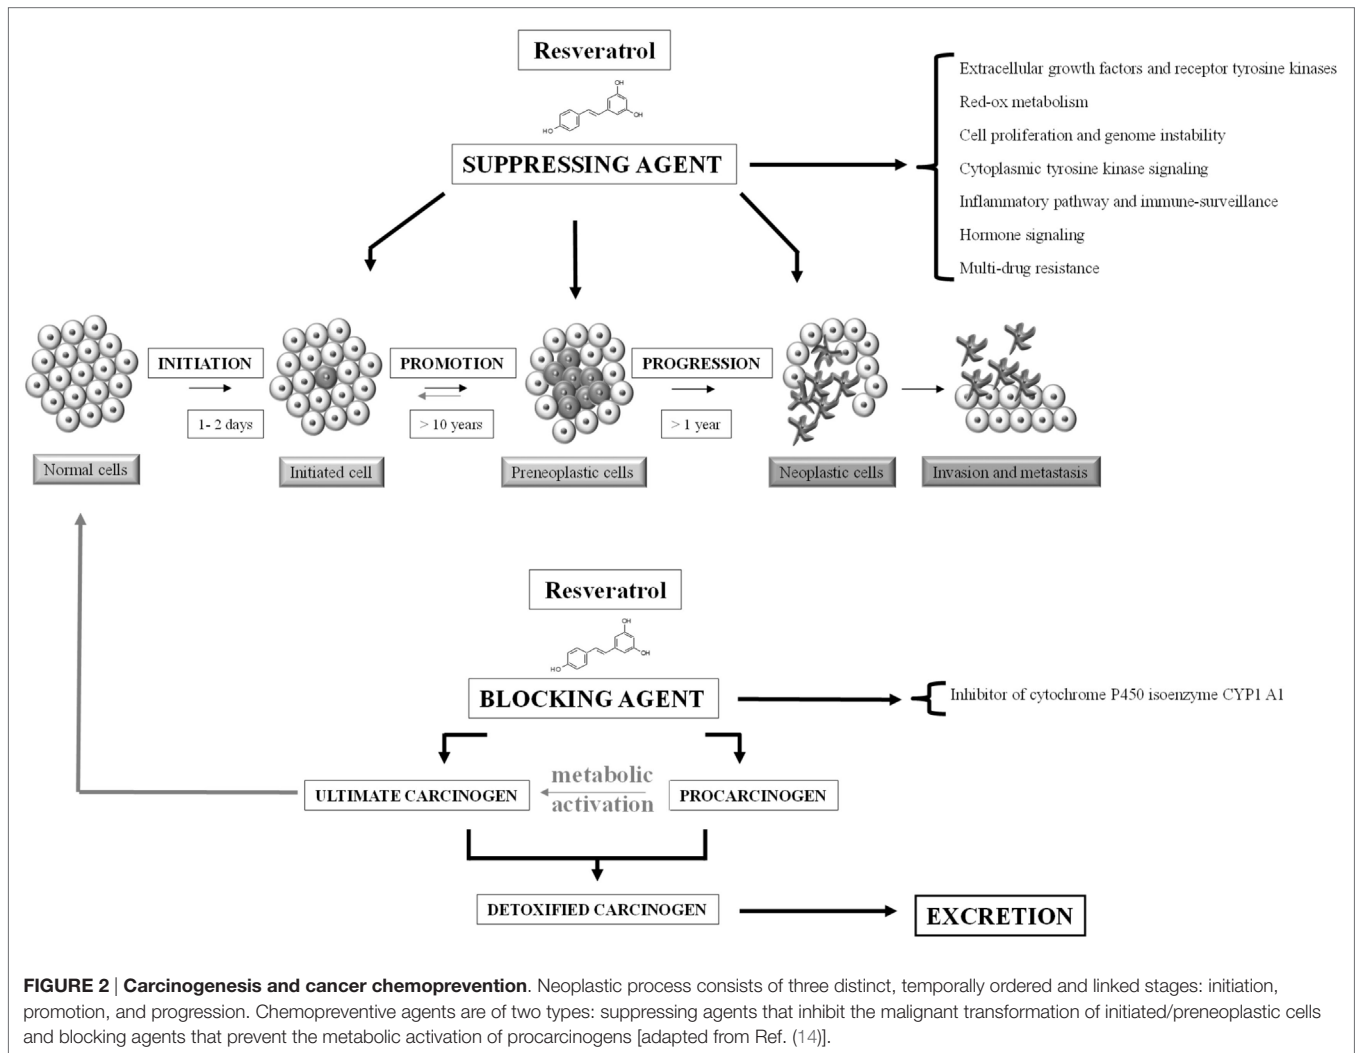 Resveratrol
OH
OH
HO
SUPPRESSING AGENT
Extracellular growth factors and receptor tyrosine kinases
Red-ox metabolism
Cell proliferation and genome instability
Cytoplasmic tyrosine kinase signaling
Inflammatory pathway and immune-surveillance
Hormone signaling
Multi-drug resistance
INITIATION
1- 2 days
PROMOTION
> 10 years
PROGRESSION
> 1 year
Normal cells
Initiated cell
Preneoplastic cells
Neoplastic cells
Invasion and metastasis
Resveratrol
OH
OH
HO
BLOCKING AGENT
Inhibitor of cytochrome P450 isoenzyme CYP1 A1
ULTIMATE CARCINOGEN
metabolic
activation
PROCARCINOGEN
DETOXIFIED CARCINOGEN
EXCRETION
FIGURE 2 | Carcinogenesis and cancer chemoprevention. Neoplastic process consists of three distinct, temporally ordered and linked stages: initiation,
promotion, and progression. Chemopreventive agents are of two types: suppressing agents that inhibit the malignant transformation of initiated/preneoplastic cells
and blocking agents that prevent the metabolic activation of procarcinogens [adapted from Ref. (14)].